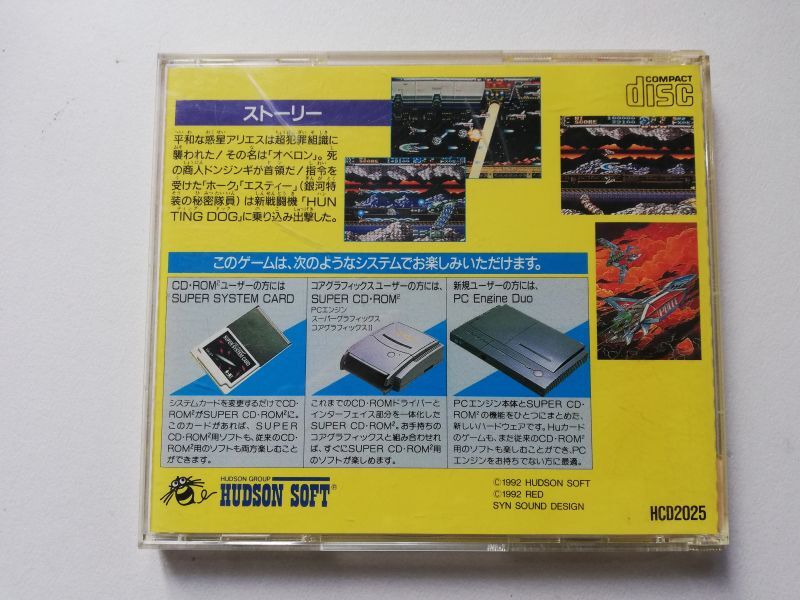 COMPACT
disc
ストーリー
平和な惑星アリエスは超犯罪組織に
襲われた!その名は「オベロン」。死
の商人ドンジンギが首領だ!指令を
受けた「ホーク」「エスティー」(銀河特
装の秘密隊員)は新戦闘機「HUN
TING DOG」に乗り込み出撃した。
このゲームは、次のようなシステムでお楽しみいただけます。
CD・ROM²ユーザーの方には
SUPER SYSTEM CARD
システムカードを変更するだけでCD・
ROM²がSUPER CD・ROM²に。
このカードがあれば、SUPER
CD・ROM²用ソフトも、従来のCD・
ROM²用のソフトも両方楽しむこと
ができます。
コアグラフィックスユーザーの方には、
SUPER CD・ROM²
PCエンジン
スーパーグラフィックス
コアグラフィックスII
これまでのCD・ROMドライバーと
インターフェイス部分を一体化した
SUPER CD・ROM²。お手持ちの
コアグラフィックスと組み合わせれ
ば、すぐにSUPER CD・ROM²用
のソフトが楽しめます。
新規ユーザーの方には、
PC Engine Duo
PCエンジン本体とSUPER CD・
ROM²の機能をひとつにまとめた、
新しいハードウェアです。Huカード
のゲームも、また従来のCD・ROM²
用のソフトも楽しむことができ、PC
エンジンをお持ちでない方に最適。
HUDSON GROUP
HUDSON SOFT®
©1992 HUDSON SOFT
©1992 RED
SYN SOUND DESIGN
HCD2025